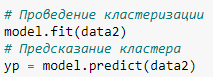 # Проведение кластеризации
model.fit(data2)
# Предсказание кластера
yp = model.predict(data2)